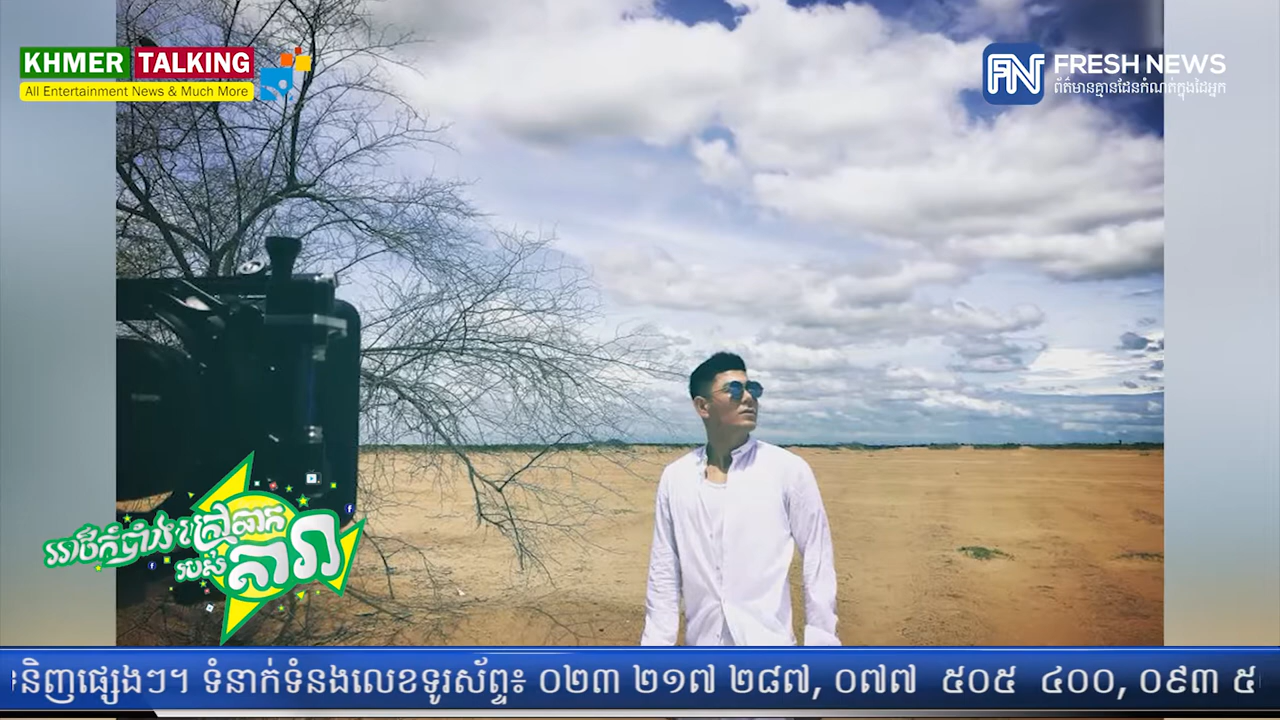 KHMER TALKING
All Entertainment News & Much More
FRESH NEWS
ព័ត៌មានគ្មានដែនកំណត់ក្នុងដៃអ្នក
របស់
តារា
និញផ្សេងៗ។ ទំនាក់ទំនងលេខទូរស័ព្ទ៖ ០២៣ ២១៧ ២៨៧, ០៧៧ ៥០៥ ៤០០, ០៩៣ ៥